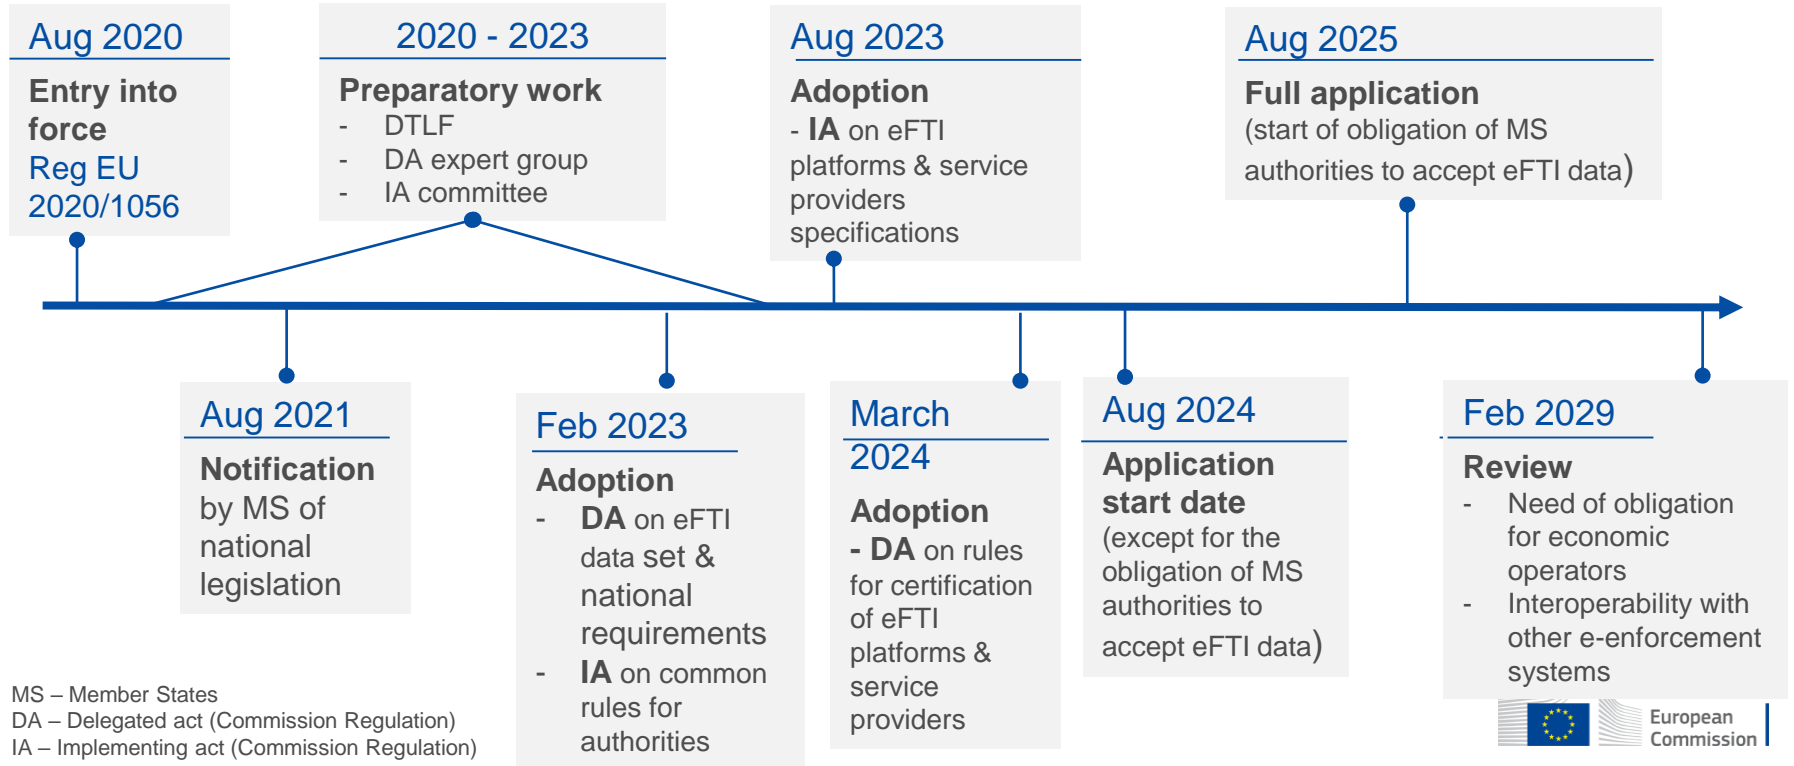 Aug 2020
Entry into
force
Reg EU
2020/1056
2020 - 2023
Preparatory work
- DTLF
- DA expert group
- IA committee
Aug 2023
Adoption
- IA on eFTI
platforms & service
providers
specifications
Aug 2025
Full application
(start of obligation of MS
authorities to accept eFTI data)
Aug 2021
Notification
by MS of
national
legislation
Feb 2023
Adoption
- DA on eFTI
data set &
national
requirements
- IA on common
rules for
authorities
March
2024
Adoption
- DA on rules
for certification
of eFTI
platforms &
service
providers
Aug 2024
Application
start date
(except for the
obligation of MS
authorities to
accept eFTI data)
Feb 2029
Review
- Need of obligation
for economic
operators
- Interoperability with
other e-enforcement
systems
MS – Member States
DA – Delegated act (Commission Regulation)
IA – Implementing act (Commission Regulation)
European
Commission